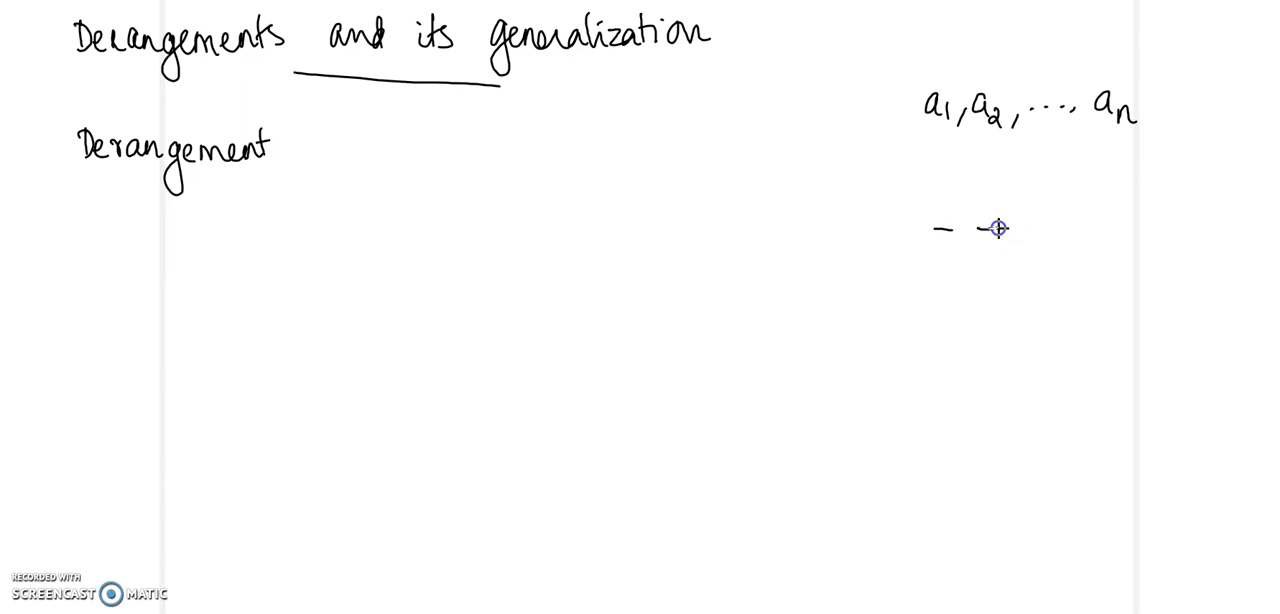 Derangements and its generalization
a1, a2, ..., an
Derangement
— —
RECORDED WITH
SCREENCAST MATIC